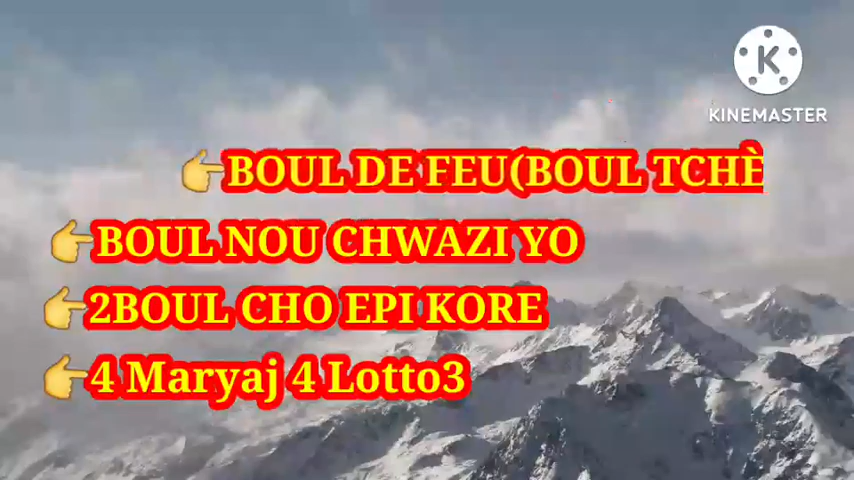 KINEMASTER
👉BOUL DE FEU(BOUL TCHÈ
👉BOUL NOU CHWAZI YO
👉2BOUL CHO EPI KORE
👉4 Maryaj 4 Lotto3